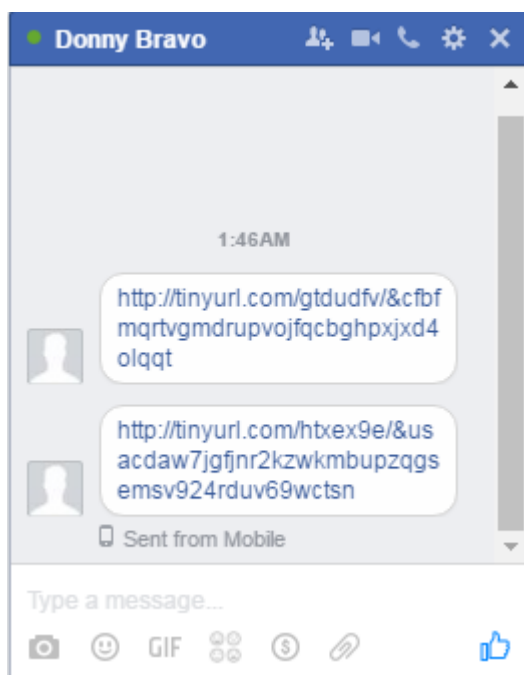 Donny Bravo
1:46AM
http://tinyurl.com/gtdudfv/&cfbf
mqrtvgmdrupvojfqcbghpxjxd4
olqqt
http://tinyurl.com/htxex9e/&us
acdaw7jgfjnr2kzwkmbupzqgs
emsv924rduv69wctsn
Sent from Mobile
Type a message...
GIF